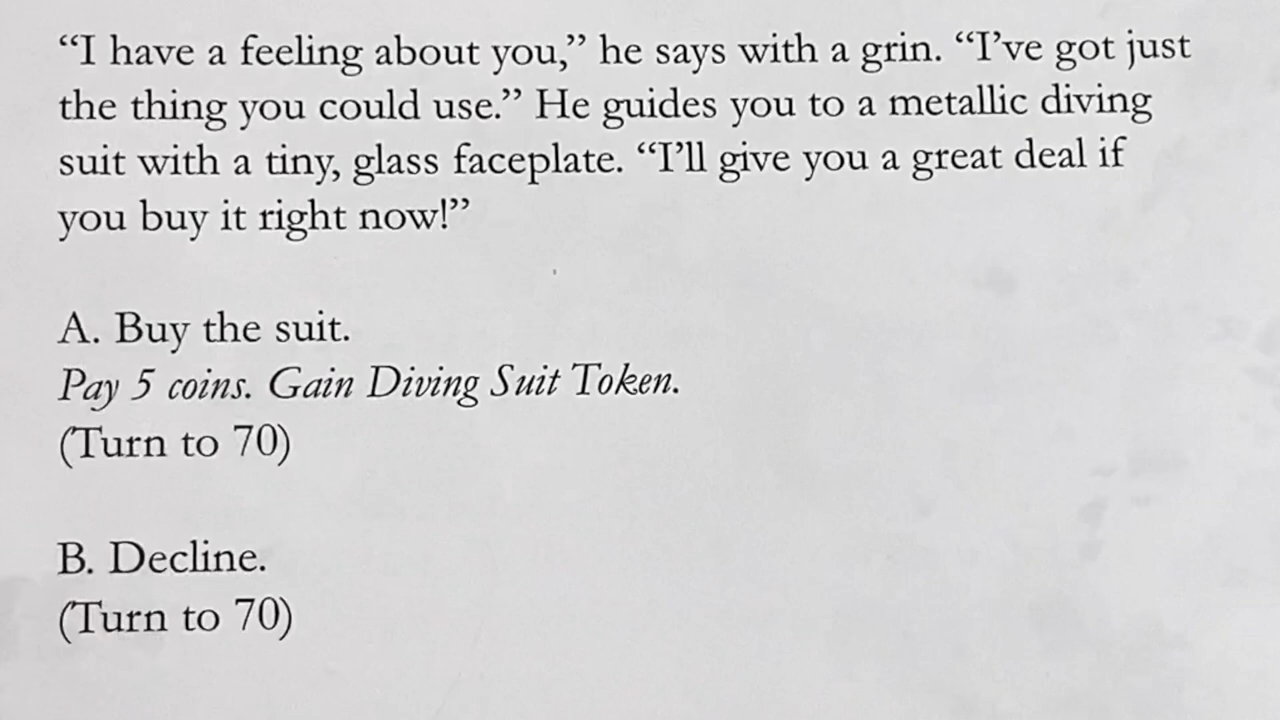 “I have a feeling about you,” he says with a grin. “I’ve got just
the thing you could use.” He guides you to a metallic diving
suit with a tiny, glass faceplate. “I’ll give you a great deal if
you buy it right now!”
A. Buy the suit.
Pay 5 coins. Gain Diving Suit Token.
(Turn to 70)
B. Decline.
(Turn to 70)